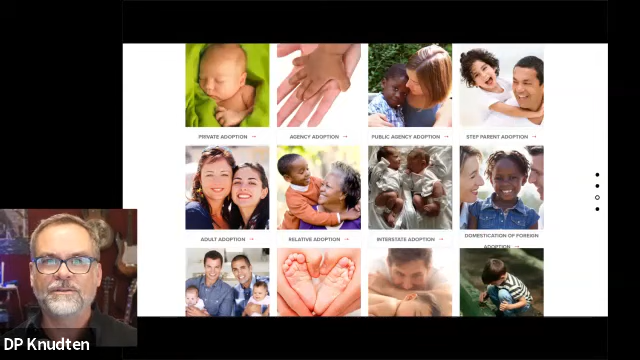 PRIVATE ADOPTION →
AGENCY ADOPTION →
PUBLIC AGENCY ADOPTION →
STEP PARENT ADOPTION →
ADULT ADOPTION →
RELATIVE ADOPTION →
INTERSTATE ADOPTION →
DOMESTICATION OF FOREIGN
ADOPTION →
DP Knudten